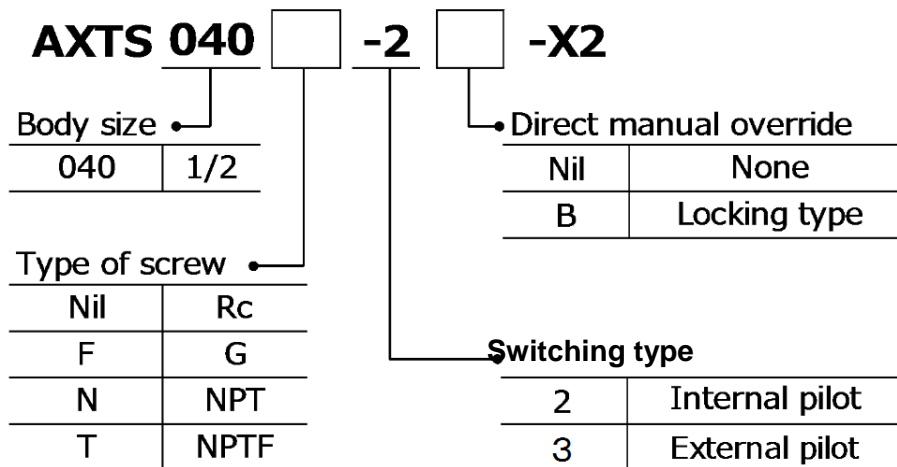 AXTS 040 -2 -X2
Body size
040 1/2
Type of screw
Nil Rc
F G
N NPT
T NPTF
Direct manual override
Nil None
B Locking type
Switching type
2 Internal pilot
3 External pilot